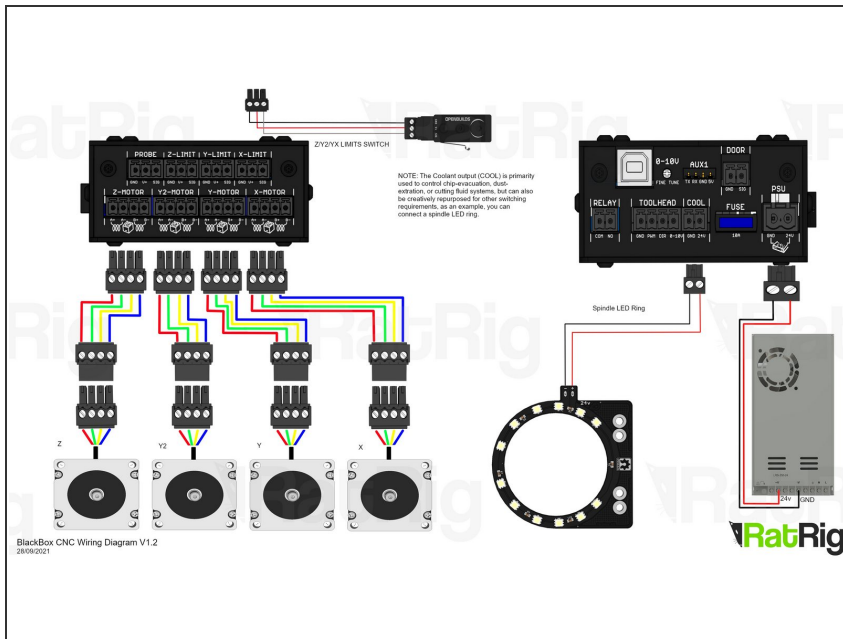 OPENBUILDS
Z/Y2/YX LIMITS SWITCH
PROBE Z-LIMIT Y-LIMIT X-LIMIT
GND V+ SIG GND V+ SIG GND V+ SIG GND V+ SIG
Z-MOTOR Y2-MOTOR Y-MOTOR X-MOTOR
NOTE: The Coolant output (COOL) is primarily
used to control chip-evacuation, dust-
extration, or cutting fluid systems, but can also
be creatively repurposed for other switching
requirements, as an example, you can
connect a spindle LED ring.
DOOR
GND SIG
0-10V
FINE TUNE
AUX1
TX RX GND 5V
PSU
RELAY TOOLHEAD COOL FUSE
COM NO GND PWM DIR 0-10V GND 24V 10A GND 24V
Spindle LED Ring
24v
Z Y2 Y X
24v GND
RatRig
BlackBox CNC Wiring Diagram V1.2
28/09/2021